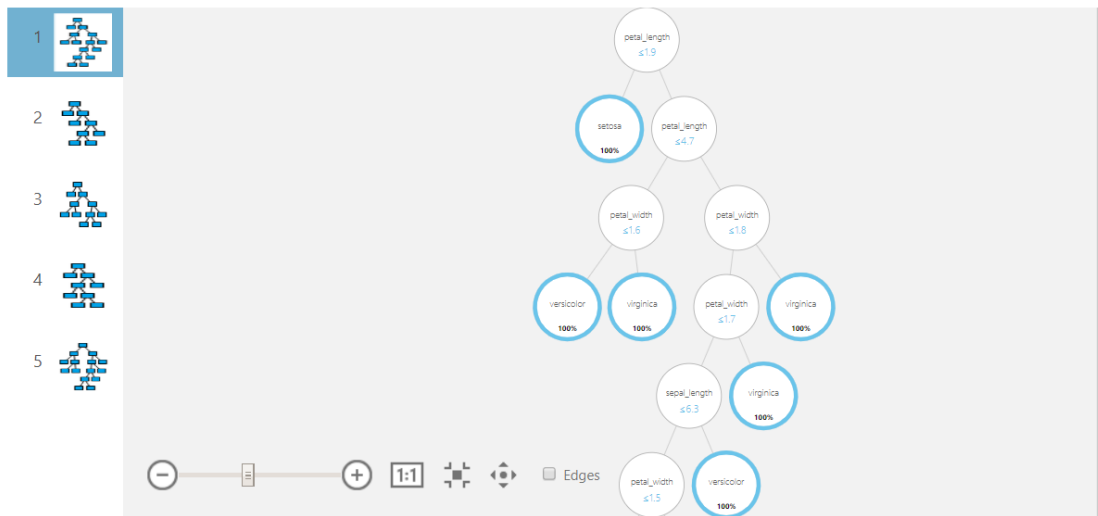 1
2
3
4
5
petal_length
≤1.9
setosa
100%
petal_length
≤4.7
petal_width
≤1.6
petal_width
≤1.8
versicolor
100%
virginica
100%
petal_width
≤1.7
virginica
100%
sepal_length
≤6.3
virginica
100%
petal_width
≤1.5
versicolor
100%
1:1
Edges